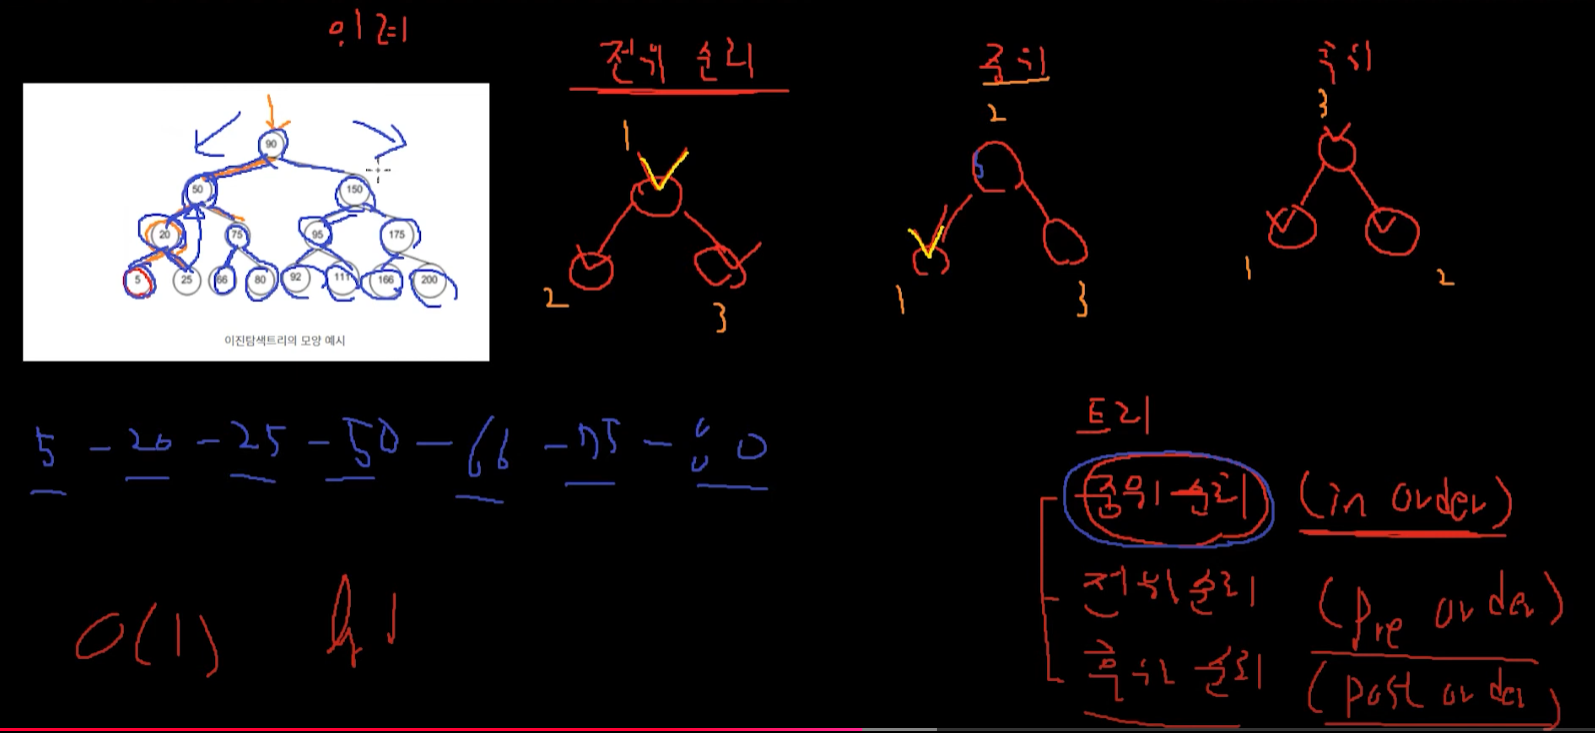 전위 순회
중위
후위
1
2
3
2
1
3
3
1
2
90
50
150
20
75
95
175
5
25
66
80
92
111
166
200
이진탐색트리의 모양 예시
5 - 20 - 25 - 50 - 66 - 75 - 80
O(1)
트리
중위 순회 (in order)
전위 순회 (pre order)
후위 순회 (post order)